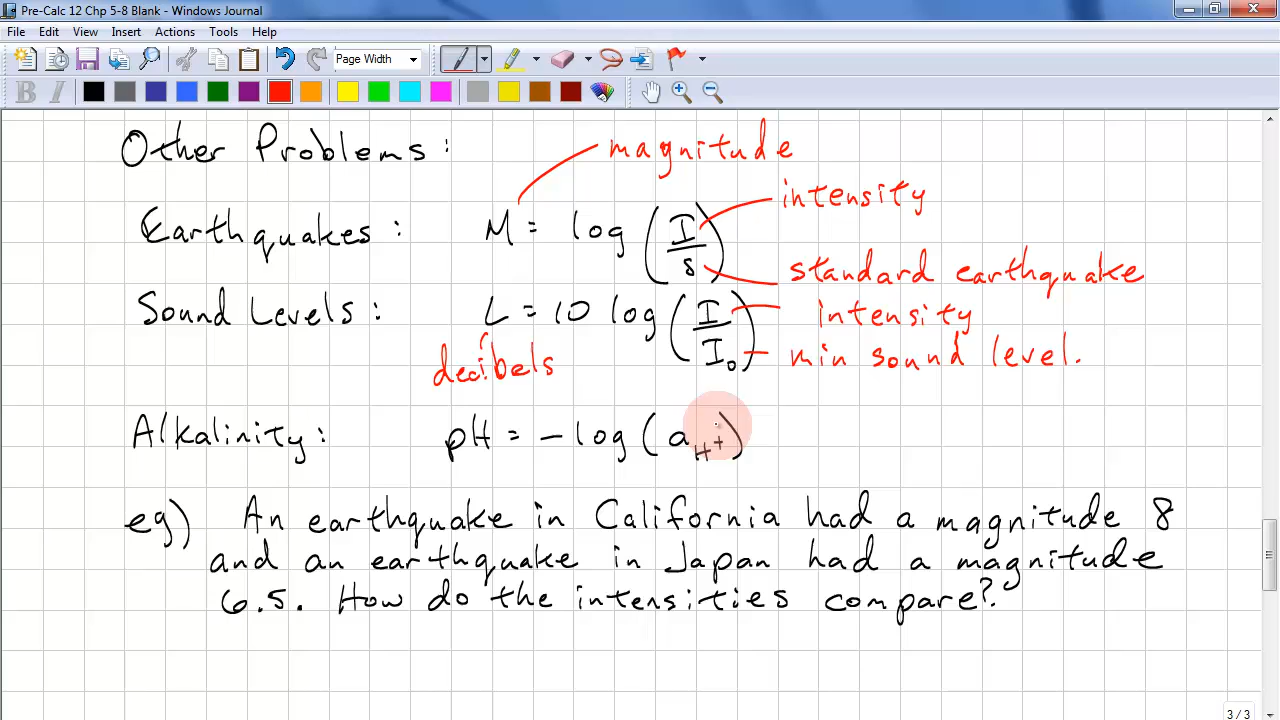 Pre-Calc 12 Chp 5-8 Blank - Windows Journal
File Edit View Insert Actions Tools Help
Page Width
B I
Other Problems:
magnitude
Earthquakes: M = log (I/S)
intensity
standard earthquake
Sound Levels: L = 10 log (I/I₀)
intensity
decibels
min sound level.
Alkalinity: pH = -log (a_H⁺)
eg) An earthquake in California had a magnitude 8
and an earthquake in Japan had a magnitude
6.5. How do the intensities compare?
3/3